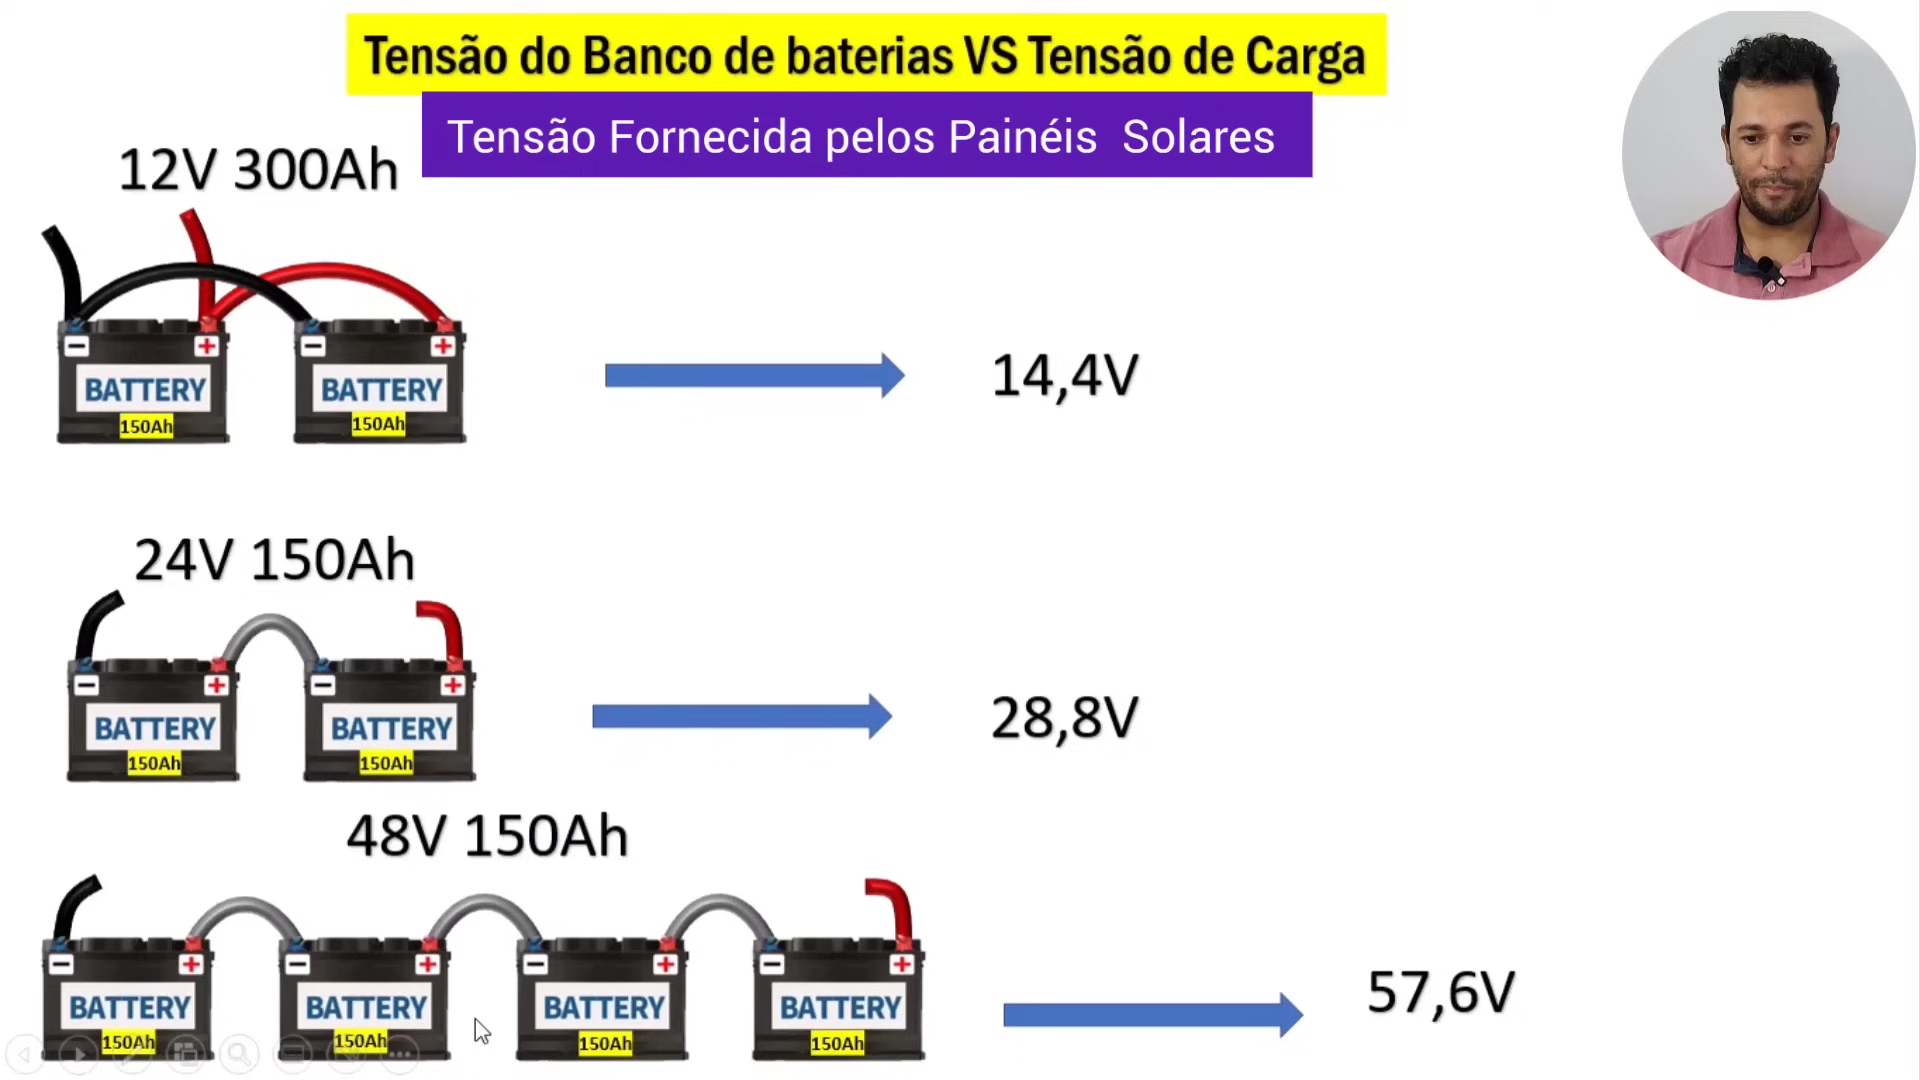 Tensão do Banco de baterias VS Tensão de Carga
Tensão Fornecida pelos Painéis Solares
12V 300Ah
BATTERY
150Ah
BATTERY
150Ah
14,4V
24V 150Ah
BATTERY
150Ah
BATTERY
150Ah
28,8V
48V 150Ah
BATTERY
150Ah
BATTERY
150Ah
BATTERY
150Ah
BATTERY
150Ah
57,6V